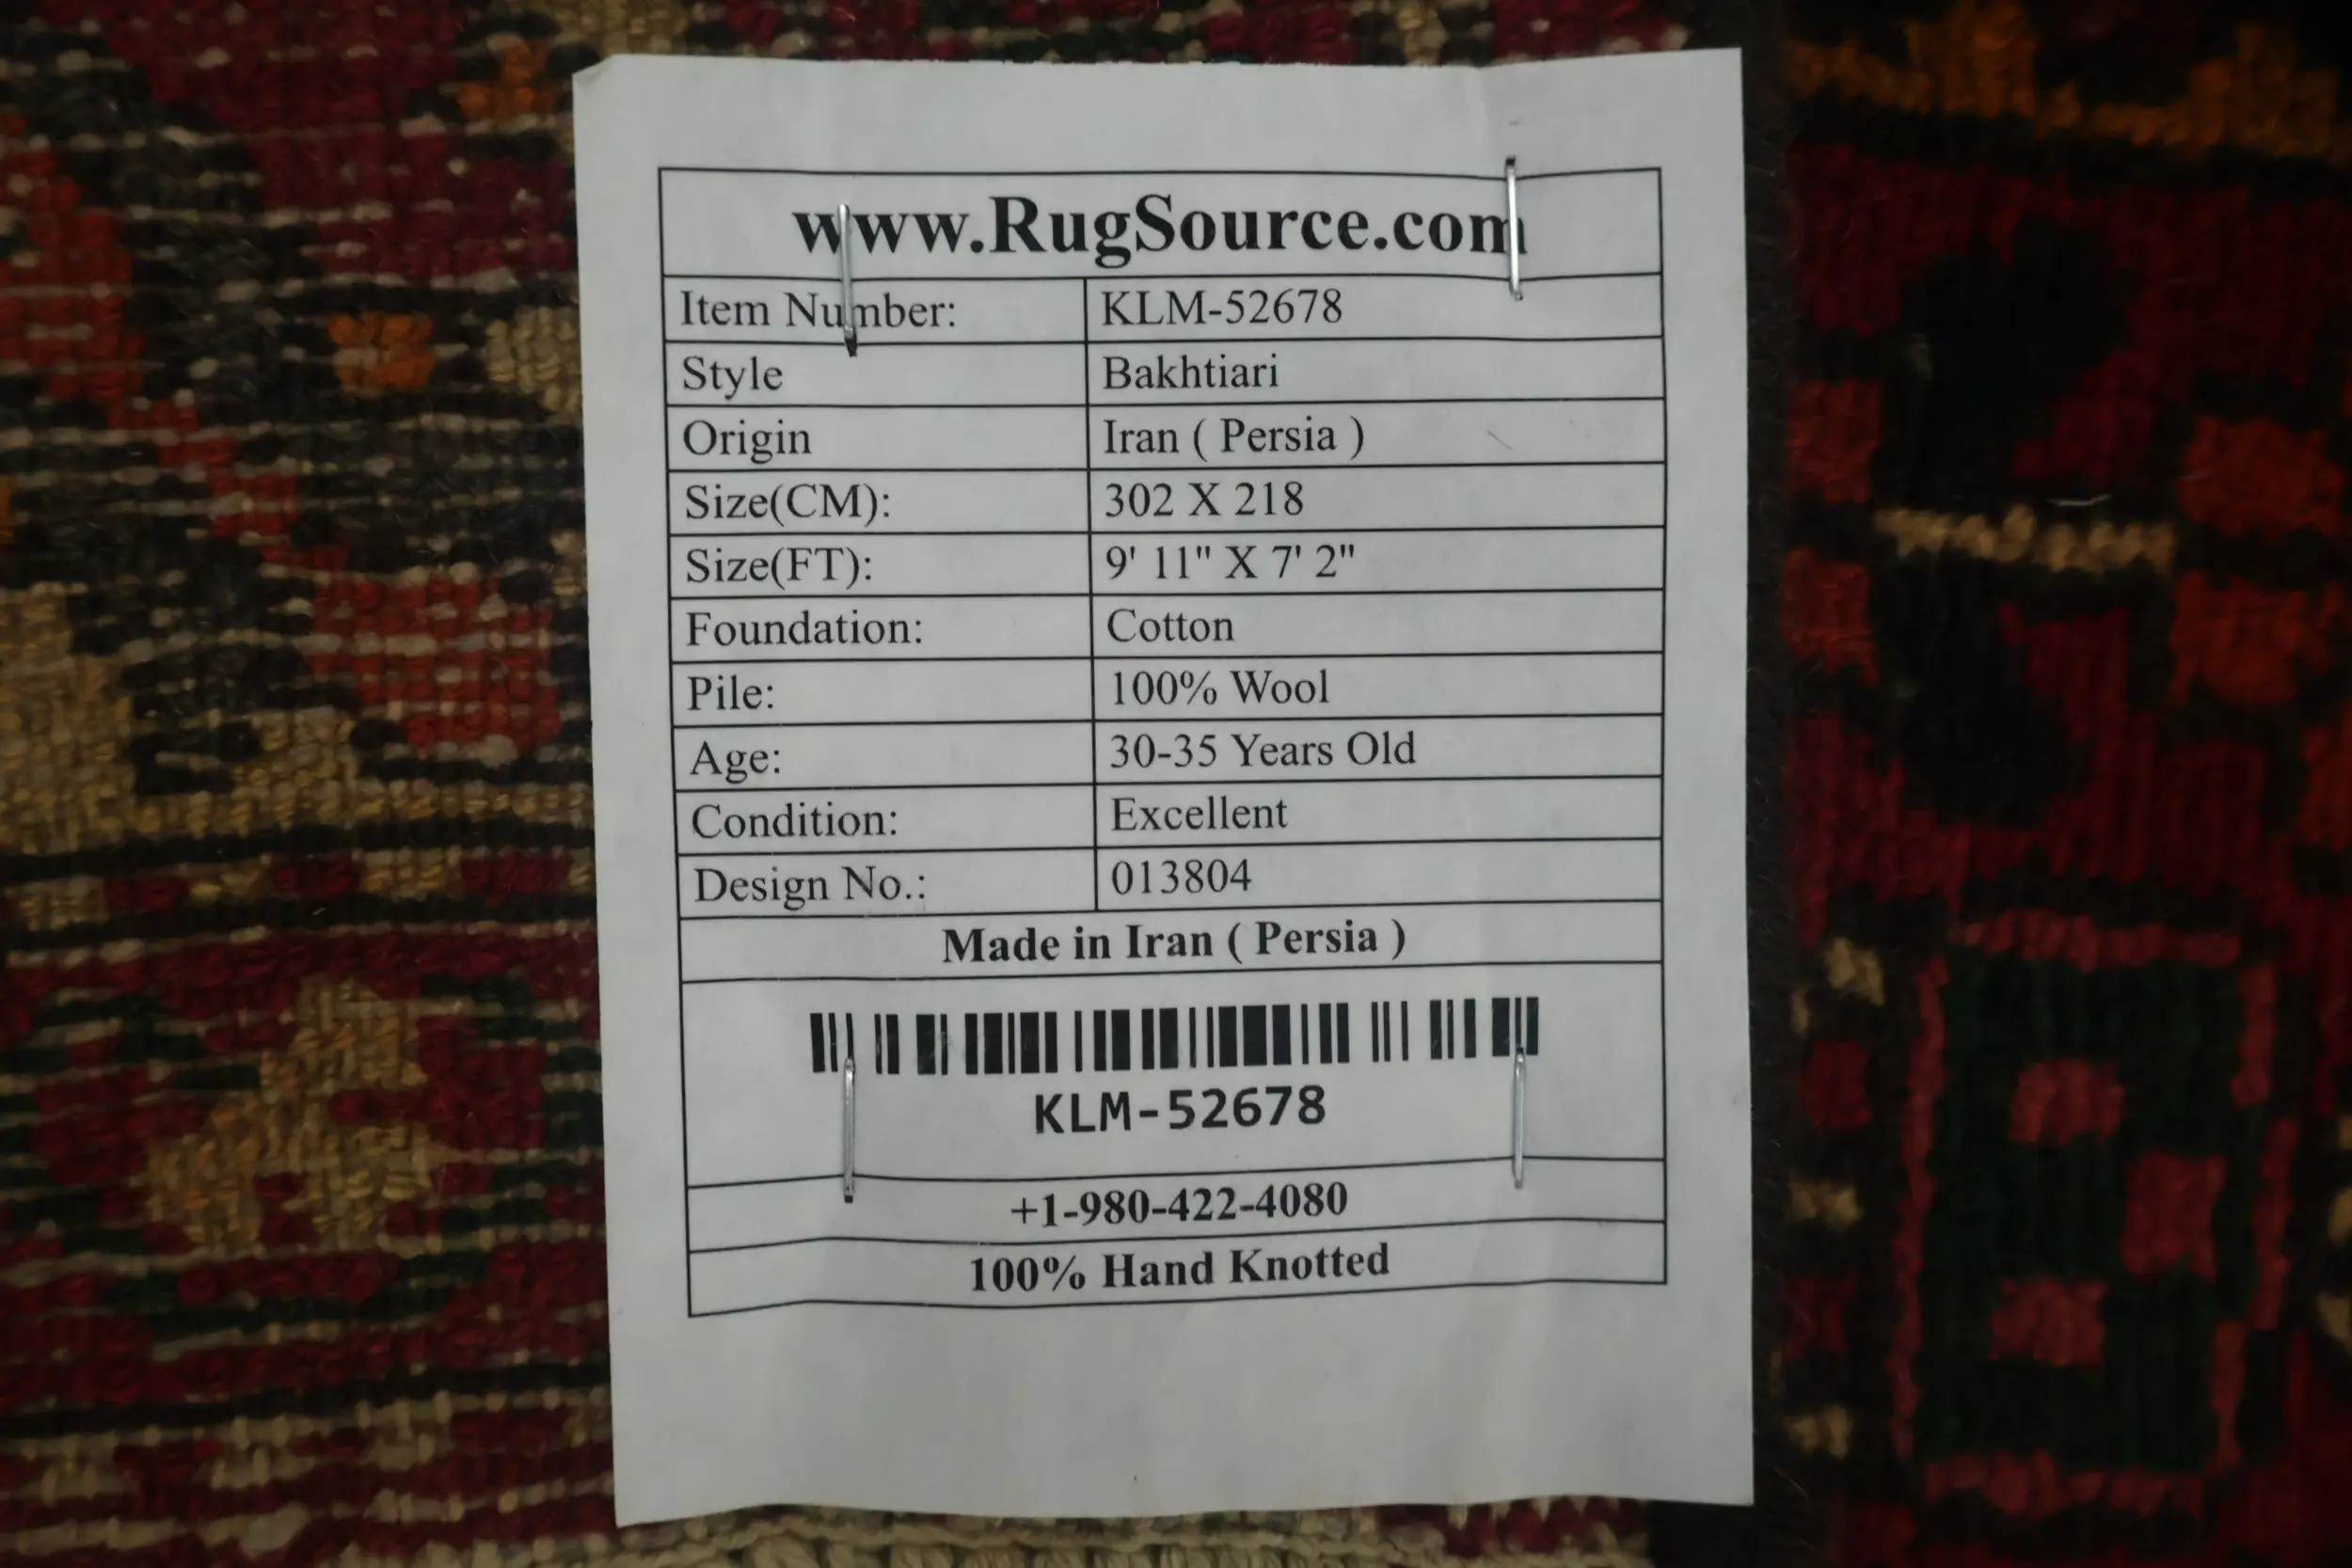 www.RugSource.com
Item Number: KLM-52678
Style Bakhtiari
Origin Iran ( Persia )
Size(CM): 302 X 218
Size(FT): 9' 11" X 7' 2"
Foundation: Cotton
Pile: 100% Wool
Age: 30-35 Years Old
Condition: Excellent
Design No.: 013804
Made in Iran ( Persia )
KLM-52678
+1-980-422-4080
100% Hand Knotted